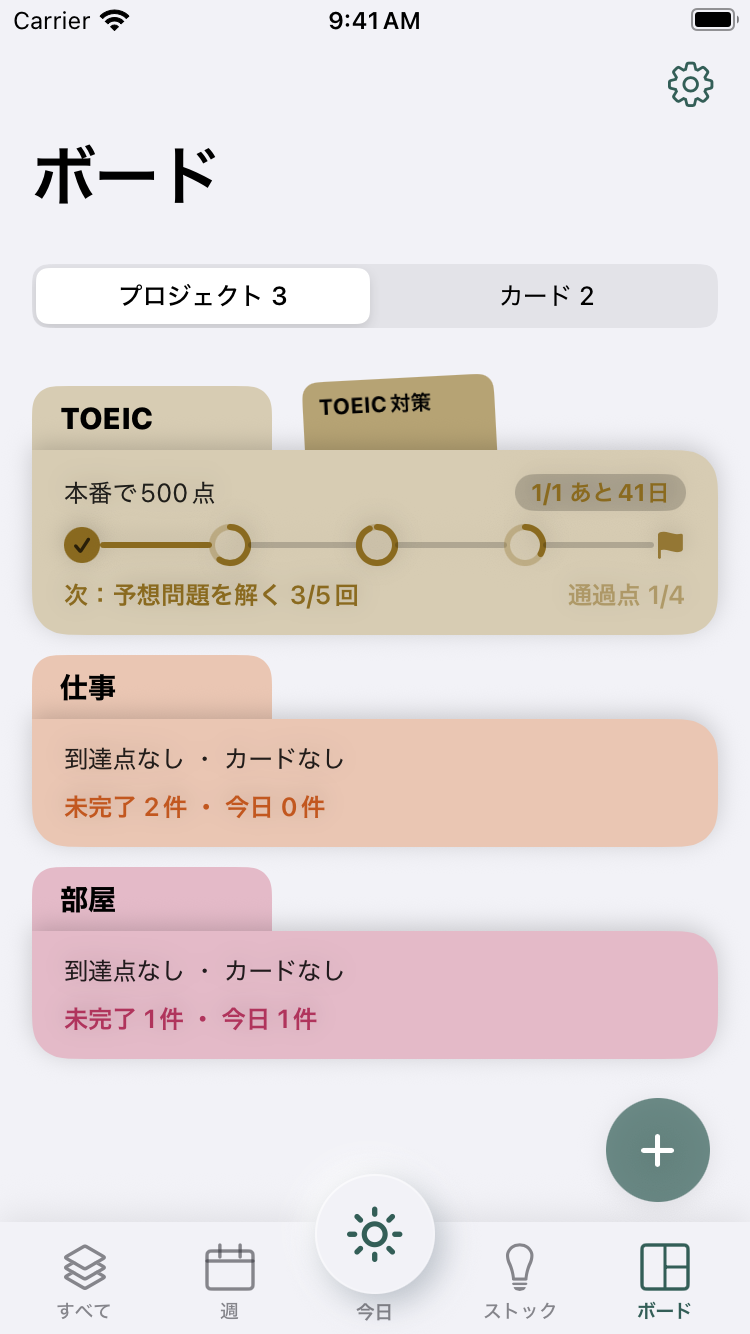 Carrier 9:41 AM
ボード
プロジェクト 3 カード 2
TOEIC TOEIC 対策
本番で500点 1/1 あと41日
次：予想問題を解く 3/5回 通過点 1/4
仕事
到達点なし ・ カードなし
未完了 2件 ・ 今日 0件
部屋
到達点なし ・ カードなし
未完了 1件 ・ 今日 1件
すべて 週 今日 ストック ボード